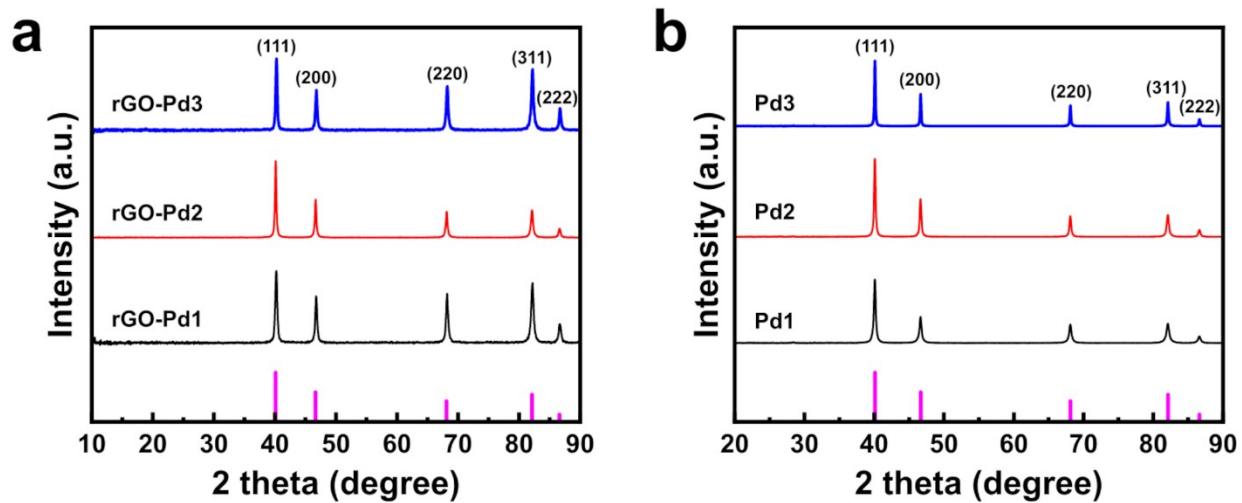 a
(111)
(200)
(220)
(311)
(222)
rGO-Pd3
rGO-Pd2
rGO-Pd1
Intensity (a.u.)
10 20 30 40 50 60 70 80 90
2 theta (degree)
b
(111)
(200)
(220)
(311)
(222)
Pd3
Pd2
Pd1
Intensity (a.u.)
20 30 40 50 60 70 80 90
2 theta (degree)